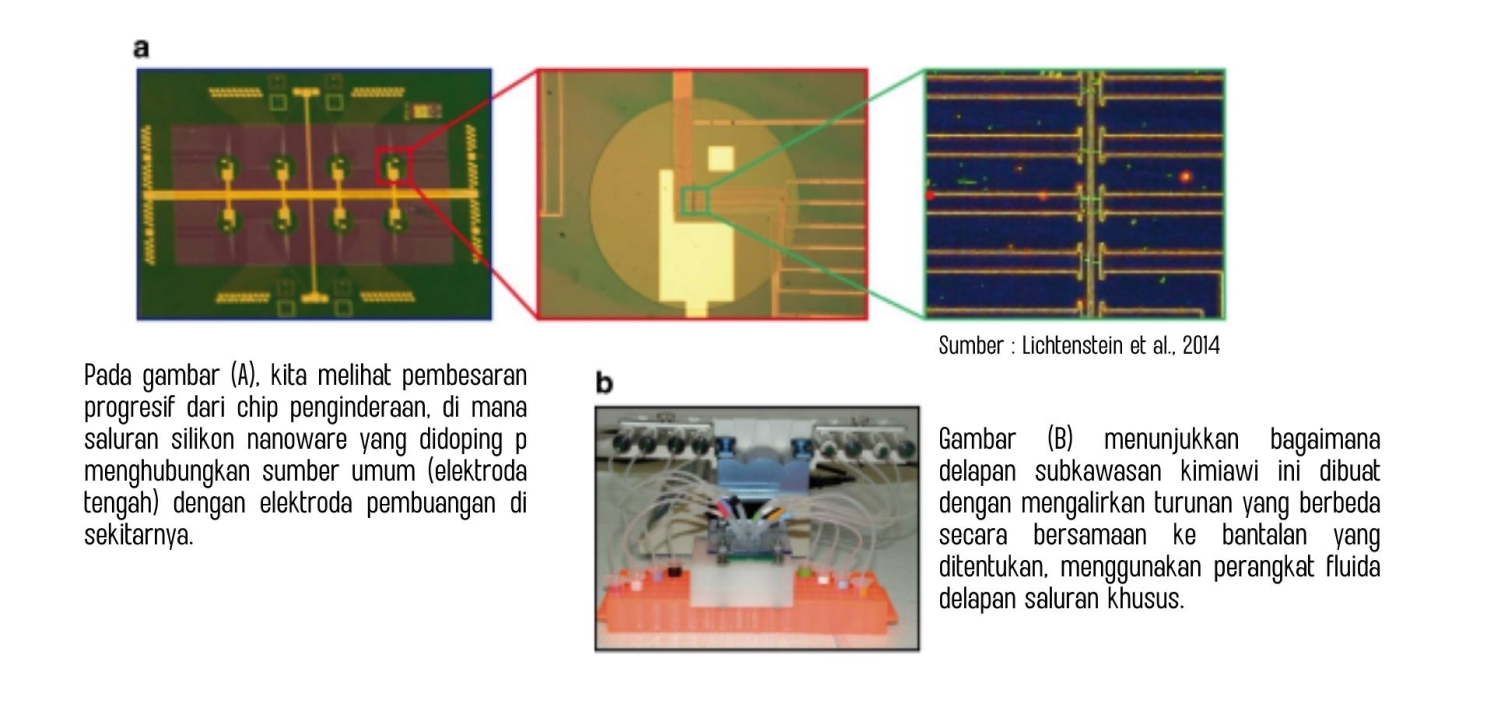 a
Sumber : Lichtenstein et al., 2014
Pada gambar (A), kita melihat pembesaran
progresif dari chip penginderaan, di mana
saluran silikon nanoware yang didoping p
menghubungkan sumber umum (elektroda
tengah) dengan elektroda pembuangan di
sekitarnya.
b
Gambar (B) menunjukkan bagaimana
delapan subkawasan kimiawi ini dibuat
dengan mengalirkan turunan yang berbeda
secara bersamaan ke bantalan yang
ditentukan, menggunakan perangkat fluida
delapan saluran khusus.